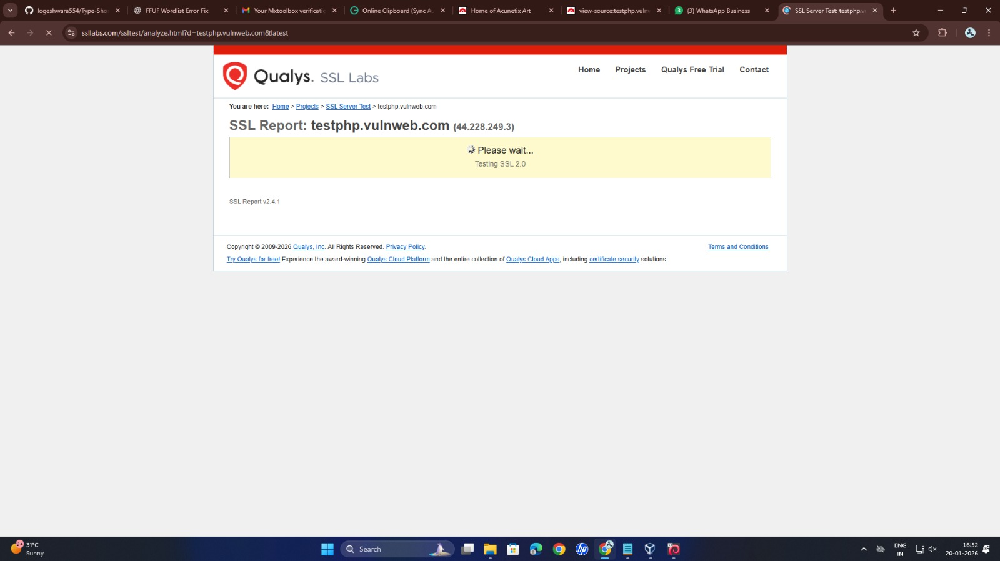 logeshwara554/Type-Sho
FFUF Wordlist Error Fix
Your Mxtoolbox verificatio
Online Clipboard (Sync Au
Home of Acunetix Art
view-source:testphp.vulnw
(3) WhatsApp Business
SSL Server Test: testphp.vu
ssllabs.com/ssltest/analyze.html?d=testphp.vulnweb.com&latest
Qualys. SSL Labs
Home Projects Qualys Free Trial Contact
You are here: Home > Projects > SSL Server Test > testphp.vulnweb.com
SSL Report: testphp.vulnweb.com (44.228.249.3)
Please wait...
Testing SSL 2.0
SSL Report v2.4.1
Copyright © 2009-2026 Qualys, Inc. All Rights Reserved. Privacy Policy. Terms and Conditions
Try Qualys for free! Experience the award-winning Qualys Cloud Platform and the entire collection of Qualys Cloud Apps, including certificate security solutions.
9+
31°C
Sunny
Search
hp
ENG
IN
16:52
20-01-2026